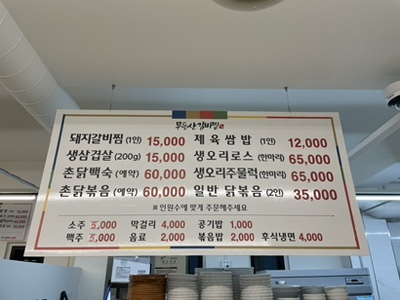 무등산갈비찜
돼지갈비찜 (1인) 15,000 제육쌈밥 (1인) 12,000
생삼겹살 (200g) 15,000 생오리로스 (한마리) 65,000
촌닭백숙 (예약) 60,000 생오리주물럭 (한마리) 65,000
촌닭볶음 (예약) 60,000 일반 닭볶음 (2인) 35,000
※인원수에 맞게 주문해주세요
소주 5,000 막걸리 4,000 공기밥 1,000
맥주 5,000 음료 2,000 볶음밥 2,000 후식냉면 4,000